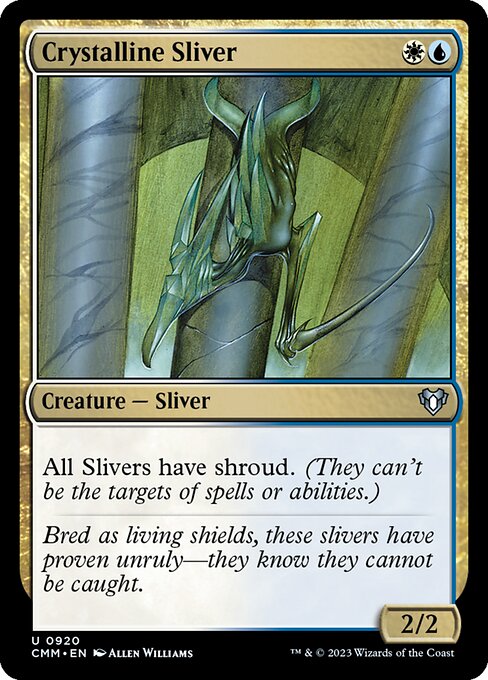 Crystalline Sliver
Creature — Sliver
All Slivers have shroud. (They can't
be the targets of spells or abilities.)
Bred as living shields, these slivers have
proven unruly—they know they cannot
be caught.
2/2
U 0920
CMM • EN Allen Williams
™ & © 2023 Wizards of the Coast